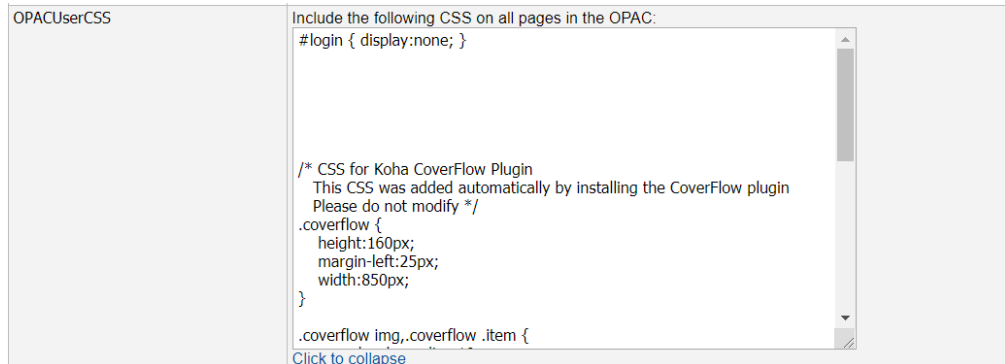 OPACUserCSS
Include the following CSS on all pages in the OPAC:
#login { display:none; }
/* CSS for Koha CoverFlow Plugin
This CSS was added automatically by installing the CoverFlow plugin
Please do not modify */
.coverflow {
height:160px;
margin-left:25px;
width:850px;
}
.coverflow img,.coverflow .item {
Click to collapse